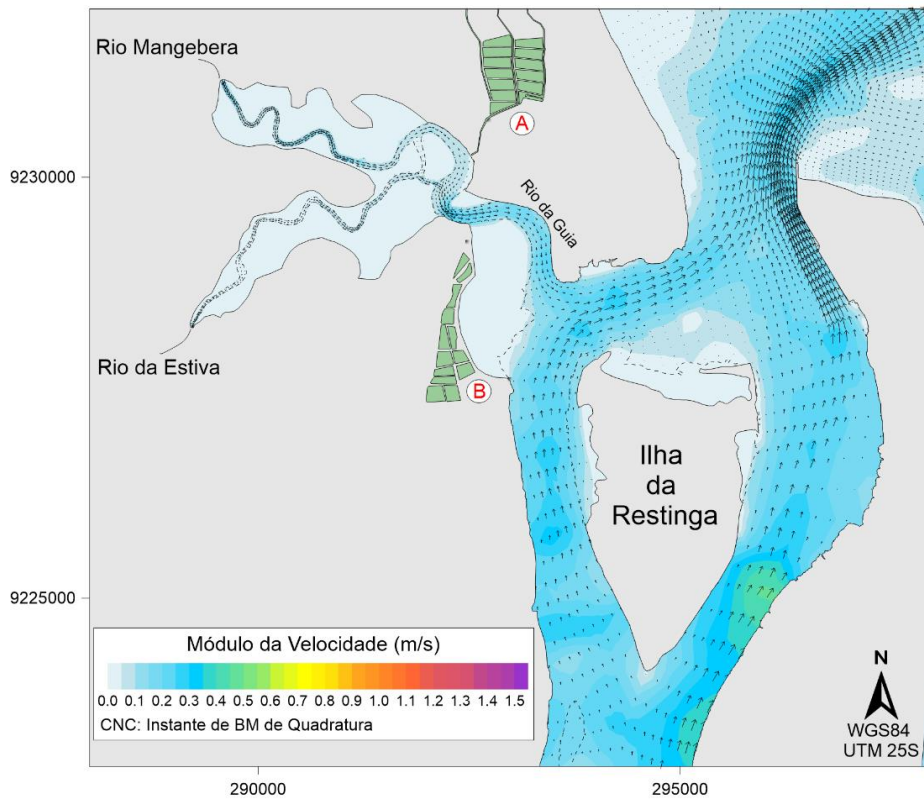 Rio Mangebera
A
9230000
Rio da Guia
Rio da Estiva
B
Ilha
da
Restinga
9225000
Módulo da Velocidade (m/s)
0.0 0.1 0.2 0.3 0.4 0.5 0.6 0.7 0.8 0.9 1.0 1.1 1.2 1.3 1.4 1.5
CNC: Instante de BM de Quadratura
N
WGS84
UTM 25S
290000
295000